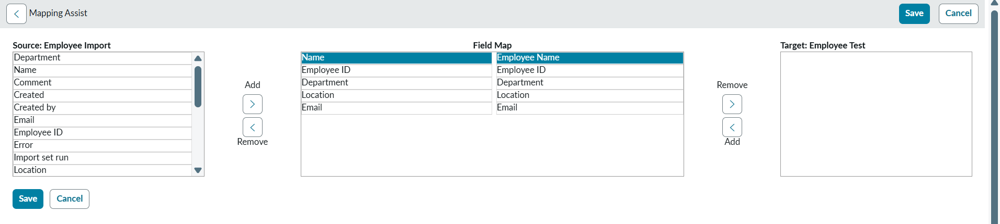 Mapping Assist
Save
Cancel
Source: Employee Import
Department
Name
Comment
Created
Created by
Email
Employee ID
Error
Import set run
Location
Add
Remove
Field Map
Name Employee Name
Employee ID Employee ID
Department Department
Location Location
Email Email
Remove
Add
Target: Employee Test
Save
Cancel